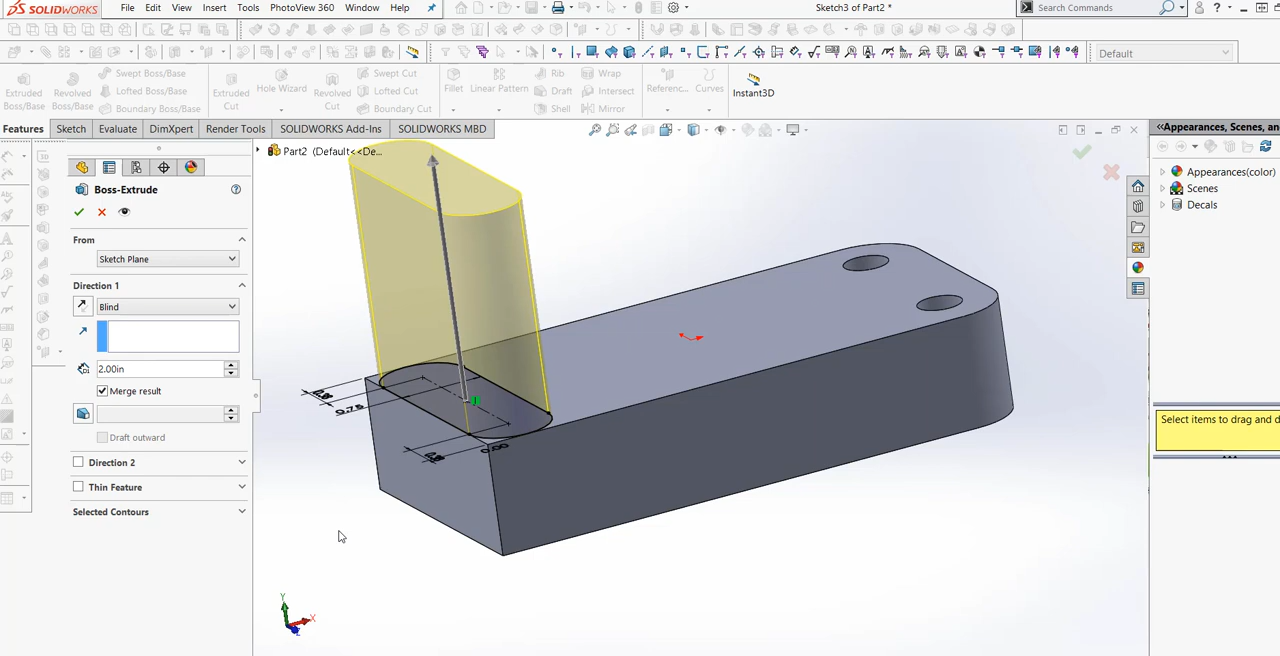 SOLIDWORKS File Edit View Insert Tools PhotoView 360 Window Help Sketch3 of Part2 * Search Commands ?
Default
Extruded Boss/Base
Revolved Boss/Base
Swept Boss/Base
Lofted Boss/Base
Boundary Boss/Base
Extruded Cut
Hole Wizard
Revolved Cut
Swept Cut
Lofted Cut
Boundary Cut
Fillet
Linear Pattern
Rib
Draft
Shell
Wrap
Intersect
Mirror
Referenc...
Curves
Instant3D
Features Sketch Evaluate DimXpert Render Tools SOLIDWORKS Add-Ins SOLIDWORKS MBD
Part2 (Default<<De...
Boss-Extrude
From
Sketch Plane
Direction 1
Blind
2.00in
Merge result
Draft outward
Direction 2
Thin Feature
Selected Contours
0.75
Y
X
Z
Appearances, Scenes, an
Appearances(color)
Scenes
Decals
Select items to drag and d